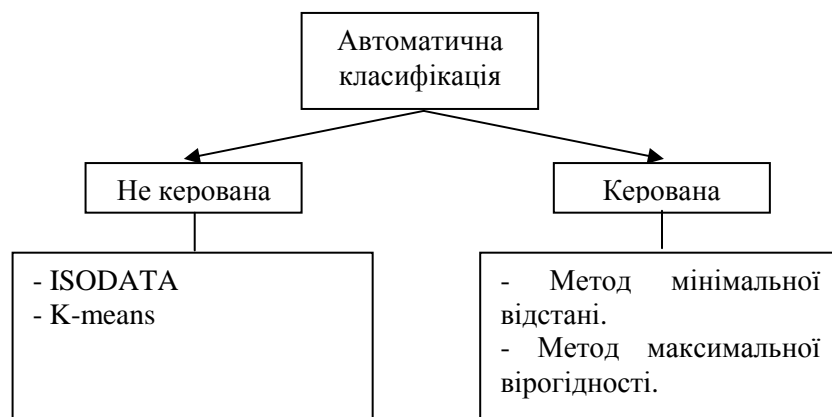 Автоматична
класифікація
Не керована
Керована
- ISODATA
- K-means
- Метод мінімальної
відстані.
- Метод максимальної
вірогідності.